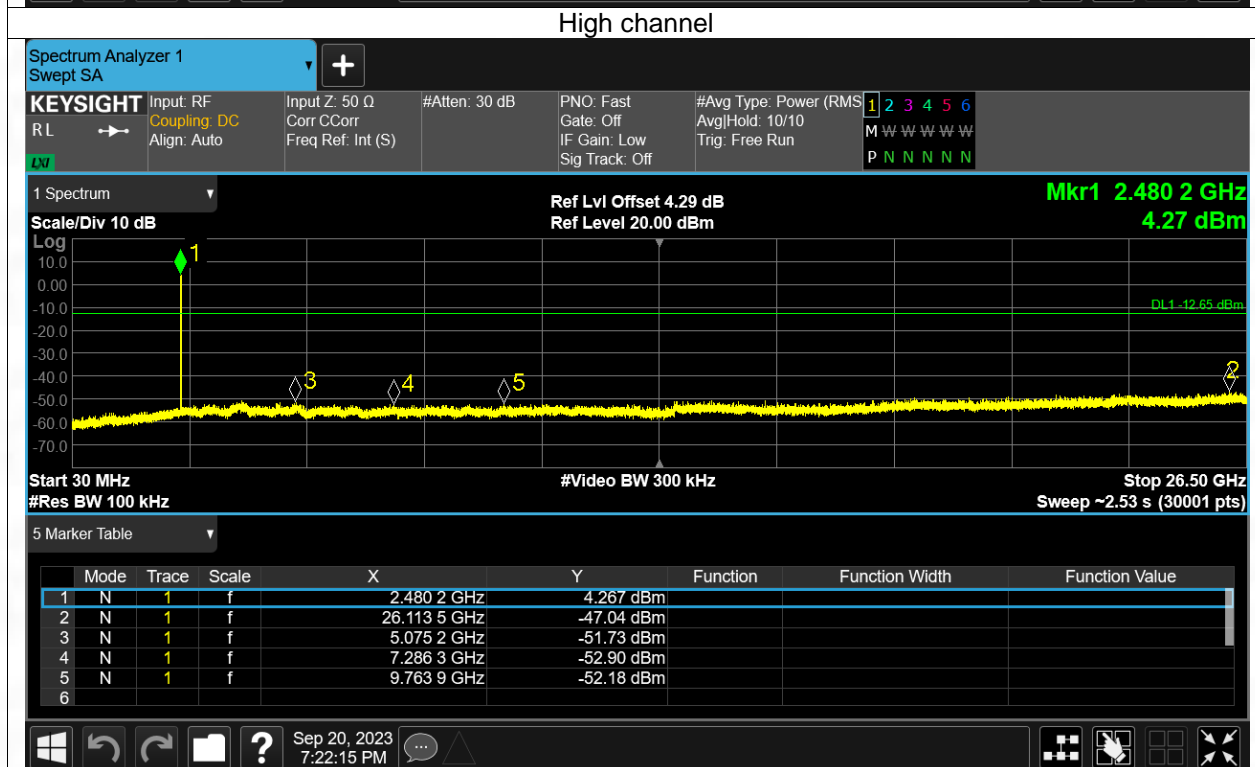 High channel
Spectrum Analyzer 1
Swept SA
KEYSIGHT
RL
LXI
Input: RF
Coupling: DC
Align: Auto
Input Z: 50 Ω
Corr CCorr
Freq Ref: Int (S)
#Atten: 30 dB
PNO: Fast
Gate: Off
IF Gain: Low
Sig Track: Off
#Avg Type: Power (RMS
Avg|Hold: 10/10
Trig: Free Run
1 2 3 4 5 6
M W W W W W
P N N N N N
1 Spectrum
Scale/Div 10 dB
Ref Lvl Offset 4.29 dB
Ref Level 20.00 dBm
Mkr1 2.480 2 GHz
4.27 dBm
Log
10.0
0.00
-10.0
-20.0
-30.0
-40.0
-50.0
-60.0
-70.0
1
3
4
5
2
DL1 -12.65 dBm
Start 30 MHz
#Res BW 100 kHz
#Video BW 300 kHz
Stop 26.50 GHz
Sweep ~2.53 s (30001 pts)
5 Marker Table
Mode Trace Scale X Y Function Function Width Function Value
1 N 1 f 2.480 2 GHz 4.267 dBm
2 N 1 f 26.113 5 GHz -47.04 dBm
3 N 1 f 5.075 2 GHz -51.73 dBm
4 N 1 f 7.286 3 GHz -52.90 dBm
5 N 1 f 9.763 9 GHz -52.18 dBm
6
Sep 20, 2023
7:22:15 PM